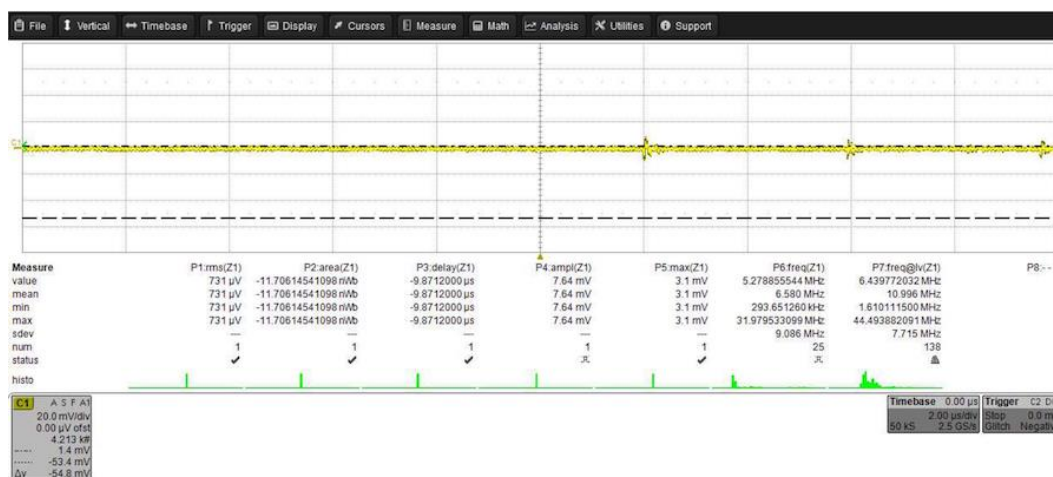 File Vertical Timebase Trigger Display Cursors Measure Math Analysis Utilities Support
C1
Measure P1:rms(Z1) P2:area(Z1) P3:delay(Z1) P4:ampl(Z1) P5:max(Z1) P6:freq(Z1) P7:freq@lv(Z1) P8:- -
value 731 µV -11.70614541098 nWb -9.8712000 µs 7.64 mV 3.1 mV 5.278855544 MHz 6.439772032 MHz
mean 731 µV -11.70614541098 nWb -9.8712000 µs 7.64 mV 3.1 mV 6.580 MHz 10.996 MHz
min 731 µV -11.70614541098 nWb -9.8712000 µs 7.64 mV 3.1 mV 293.651260 kHz 1.610111500 MHz
max 731 µV -11.70614541098 nWb -9.8712000 µs 7.64 mV 3.1 mV 31.979533099 MHz 44.493882091 MHz
sdev --- --- --- --- --- 9.086 MHz 7.715 MHz
num 1 1 1 1 1 25 138
status
histo
C1 A S F A1
20.0 mV/div
0.00 µV ofst
4.213 k#
1.4 mV
-53.4 mV
Δy -54.8 mV
Timebase 0.00 µs
2.00 µs/div
50 kS 2.5 GS/s
Trigger C2 D
Stop 0.0 m
Glitch Negativ